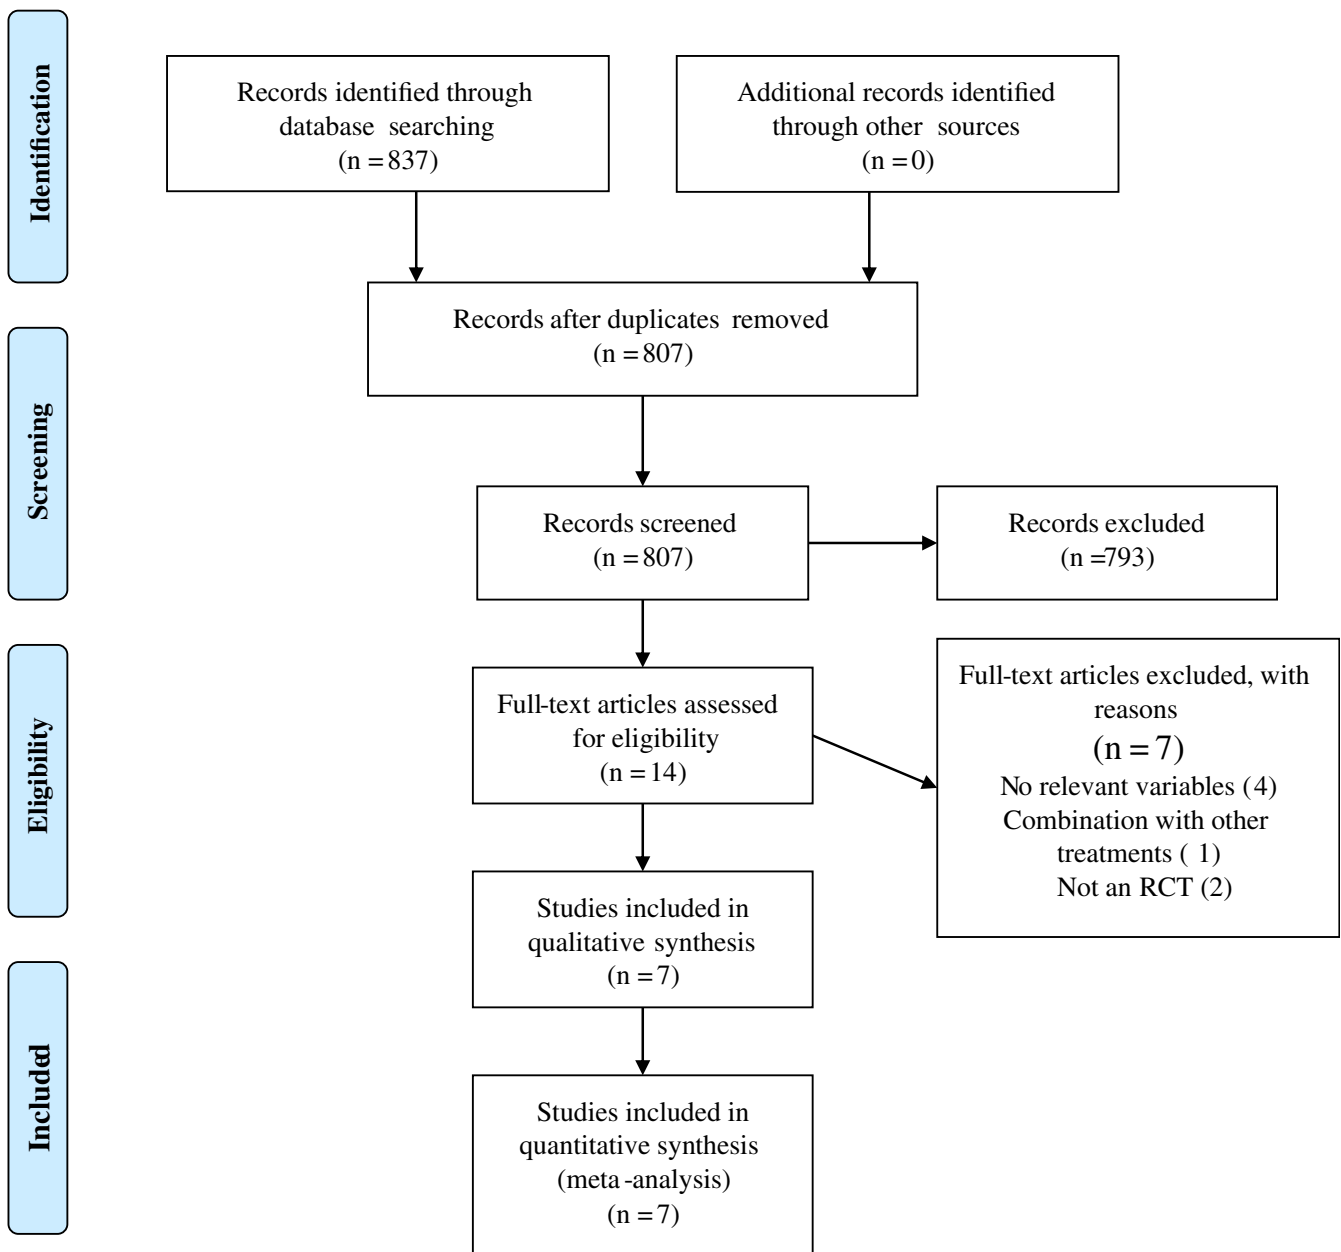 Identification
Records identified through
database searching
(n = 837)
Additional records identified
through other sources
(n = 0)
Records after duplicates removed
(n = 807)
Screening
Records screened
(n = 807)
Records excluded
(n =793)
Eligibility
Full-text articles assessed
for eligibility
(n = 14)
Full-text articles excluded, with
reasons
(n = 7)
No relevant variables (4)
Combination with other
treatments ( 1)
Not an RCT (2)
Studies included in
qualitative synthesis
(n = 7)
Included
Studies included in
quantitative synthesis
(meta -analysis)
(n = 7)